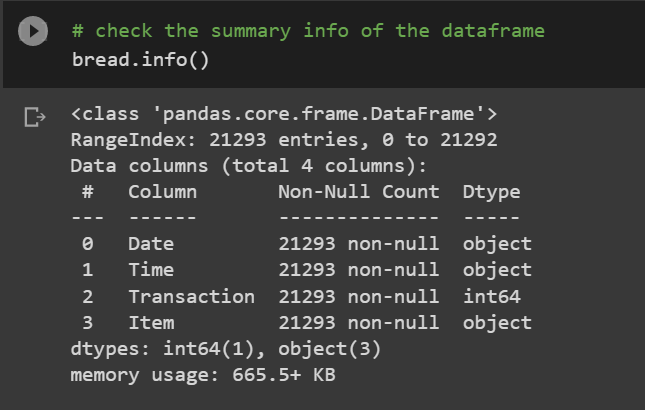 # check the summary info of the dataframe
bread.info()
<class 'pandas.core.frame.DataFrame'>
RangeIndex: 21293 entries, 0 to 21292
Data columns (total 4 columns):
 #   Column       Non-Null Count  Dtype
---  ------       --------------  -----
 0   Date         21293 non-null  object
 1   Time         21293 non-null  object
 2   Transaction  21293 non-null  int64
 3   Item         21293 non-null  object
dtypes: int64(1), object(3)
memory usage: 665.5+ KB